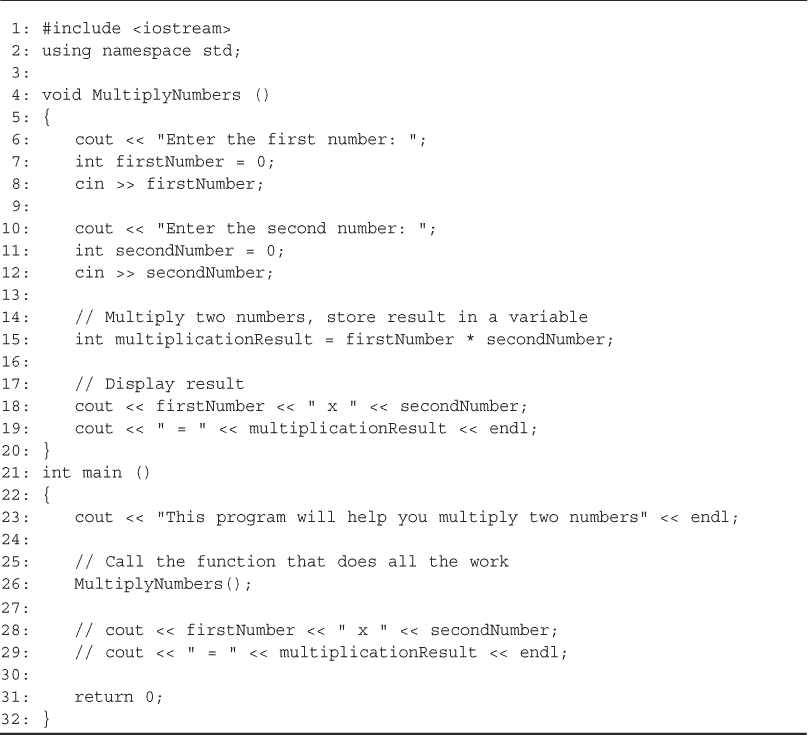 1: #include <iostream>
2: using namespace std;
3:
4: void MultiplyNumbers ()
5: {
6:    cout << "Enter the first number: ";
7:    int firstNumber = 0;
8:    cin >> firstNumber;
9:
10:    cout << "Enter the second number: ";
11:    int secondNumber = 0;
12:    cin >> secondNumber;
13:
14:    // Multiply two numbers, store result in a variable
15:    int multiplicationResult = firstNumber * secondNumber;
16:
17:    // Display result
18:    cout << firstNumber << " x " << secondNumber;
19:    cout << " = " << multiplicationResult << endl;
20: }
21: int main ()
22: {
23:    cout << "This program will help you multiply two numbers" << endl;
24:
25:    // Call the function that does all the work
26:    MultiplyNumbers();
27:
28:    // cout << firstNumber << " x " << secondNumber;
29:    // cout << " = " << multiplicationResult << endl;
30:
31:    return 0;
32: }